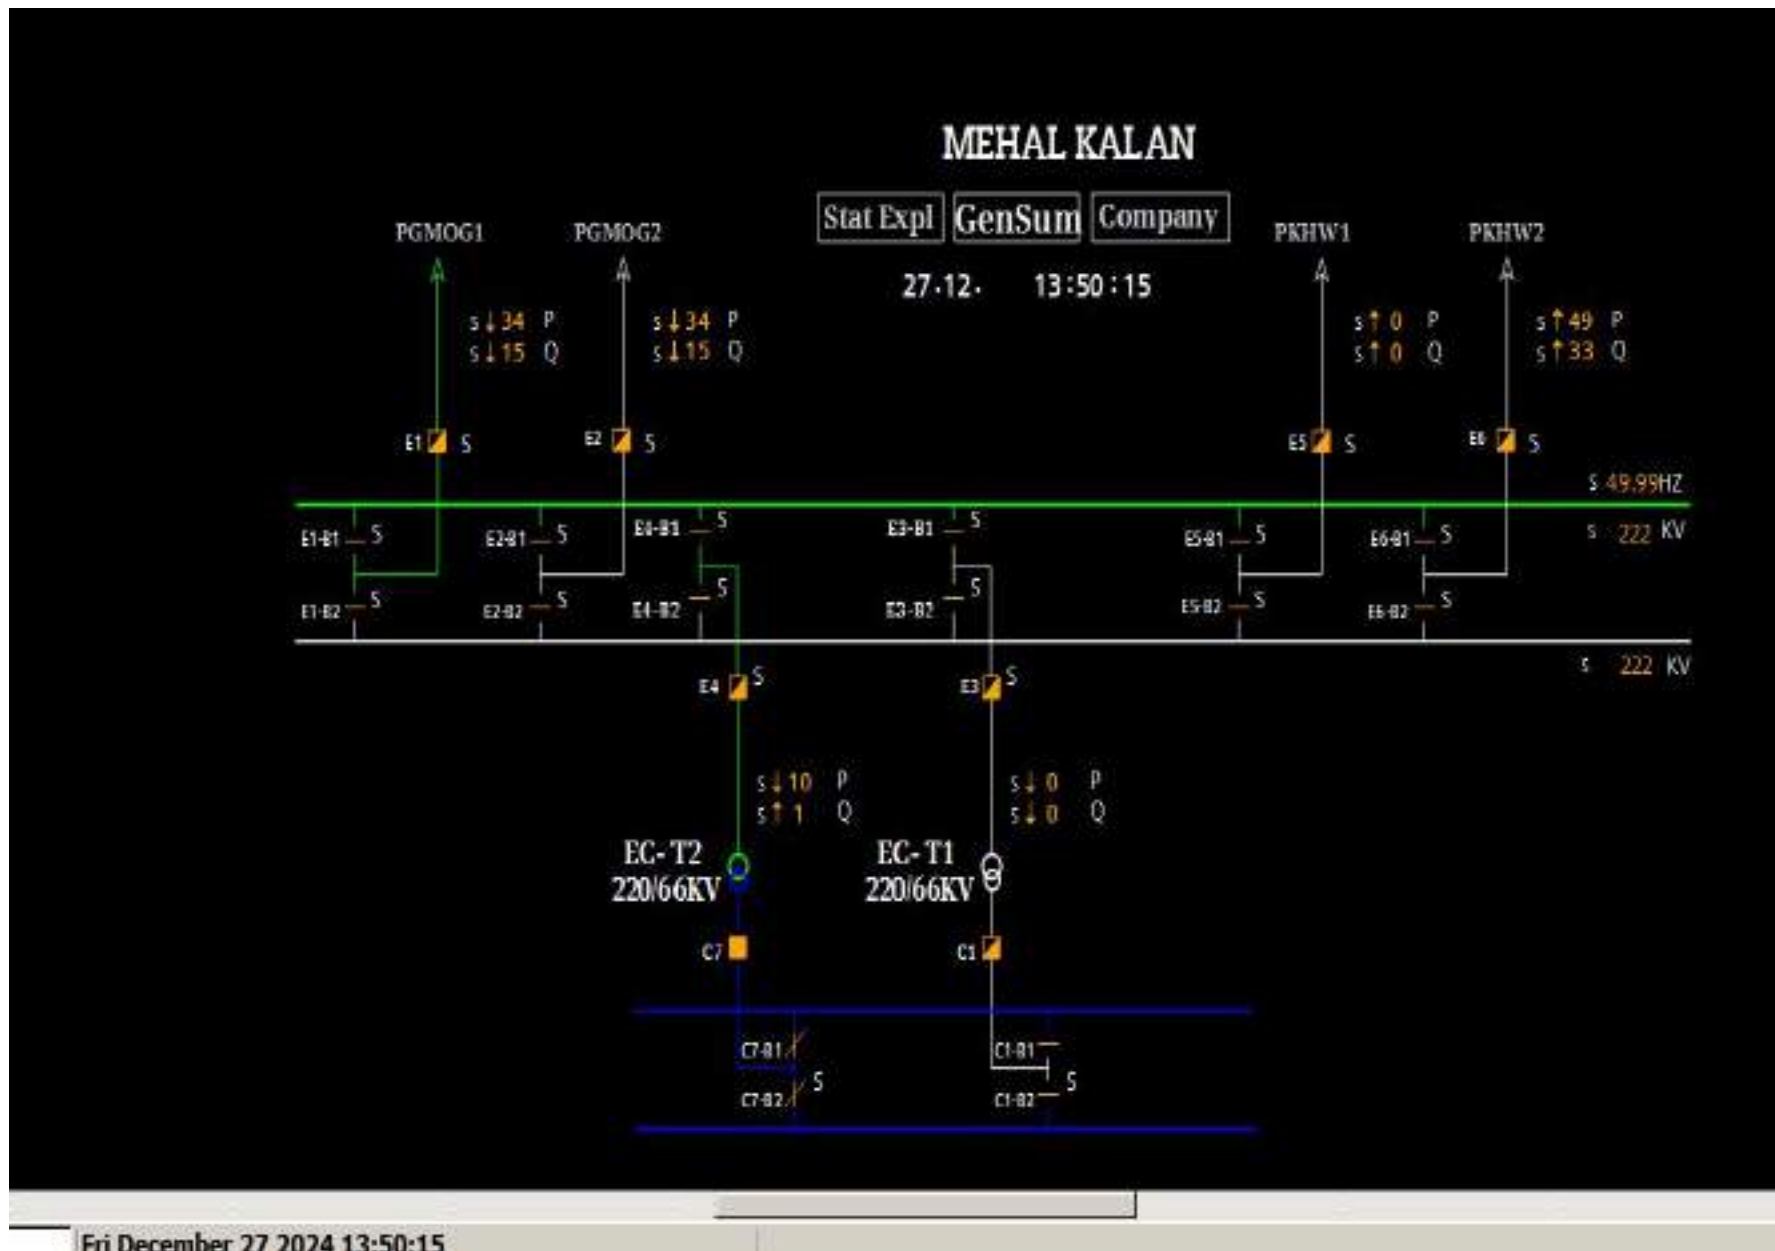 MEHAL KALAN
Stat Expl GenSum Company
PGMOG1 PGMOG2 PKHW1 PKHW2
27.12. 13:50:15
S↓34 P S↓34 P S↑0 P S↑49 P
S↓15 Q S↓15 Q S↑0 Q S↑33 Q
E1 S E2 S E5 S E6 S
S 49.99HZ
E1-B1 S E2-B1 S E4-B1 S E3-B1 S E5-B1 S E6-B1 S S 222 KV
E1-B2 S E2-B2 S E4-B2 S E3-B2 S E5-B2 S E6-B2 S
S 222 KV
E4 S E3 S
S↓10 P S↓0 P
S↑1 Q S↓0 Q
EC-T2 EC-T1
220/66KV 220/66KV
C7 C1
C7-B1 C1-B1
S S
C7-B2 C1-B2
Fri December 27 2024 13:50:15